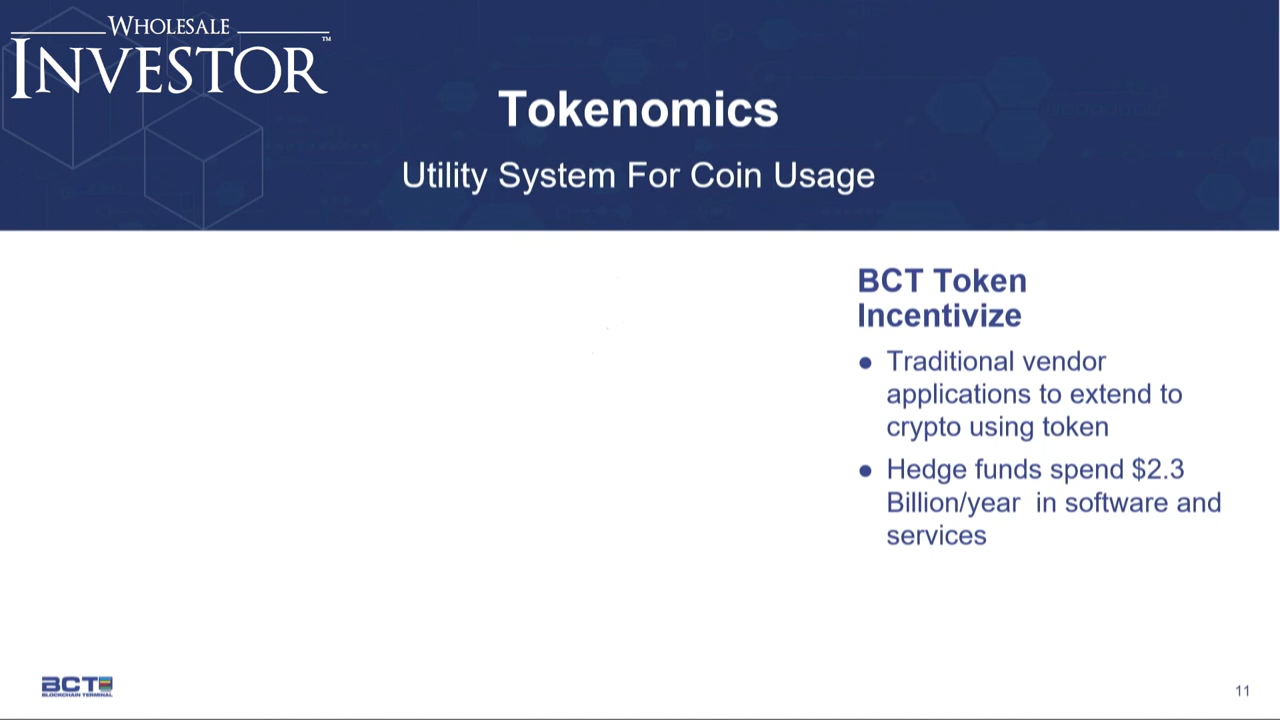 WHOLESALE
INVESTOR™
Tokenomics
Utility System For Coin Usage
BCT Token
Incentivize
● Traditional vendor
applications to extend to
crypto using token
● Hedge funds spend $2.3
Billion/year  in software and
services
BCT
BLOCKCHAIN TERMINAL
11